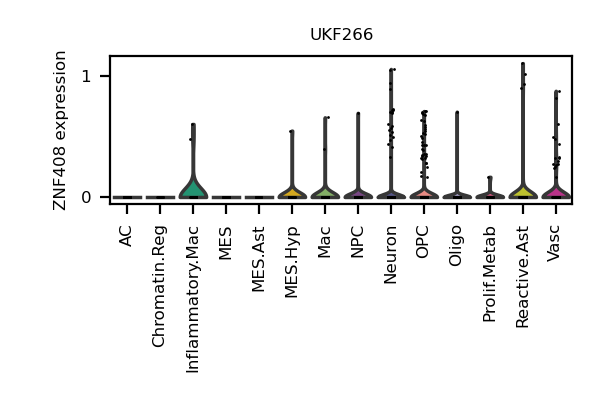 UKF266
ZNF408 expression
1
0
AC
Chromatin.Reg
Inflammatory.Mac
MES
MES.Ast
MES.Hyp
Mac
NPC
Neuron
OPC
Oligo
Prolif.Metab
Reactive.Ast
Vasc